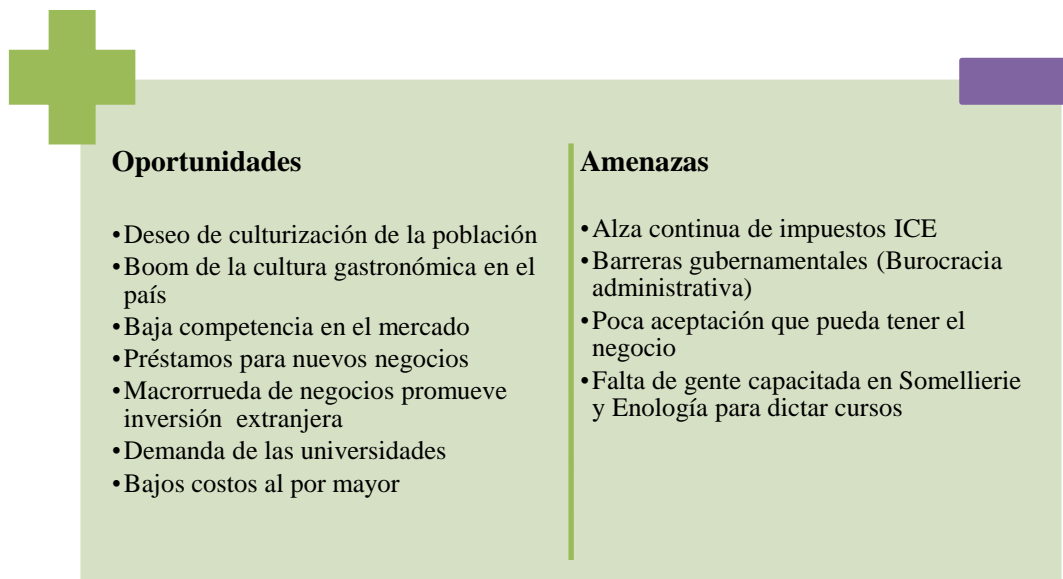 Oportunidades
•Deseo de culturización de la población
•Boom de la cultura gastronómica en el
país
•Baja competencia en el mercado
•Préstamos para nuevos negocios
•Macrorrueda de negocios promueve
inversión  extranjera
•Demanda de las universidades
•Bajos costos al por mayor
Amenazas
•Alza continua de impuestos ICE
•Barreras gubernamentales (Burocracia
administrativa)
•Poca aceptación que pueda tener el
negocio
•Falta de gente capacitada en Somellierie
y Enología para dictar cursos